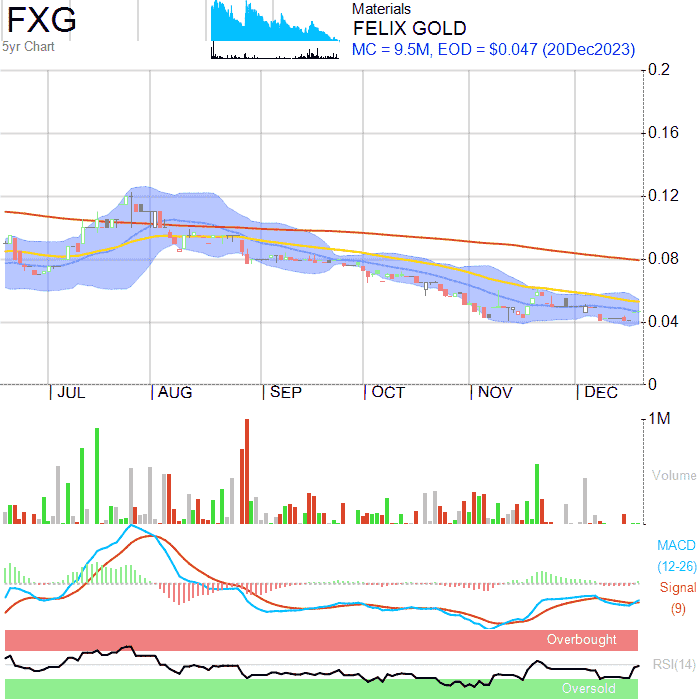 FXG
5yr Chart
Materials
FELIX GOLD
MC = 9.5M, EOD = $0.047 (20Dec2023)
0.2
0.16
0.12
0.08
0.04
0
JUL AUG SEP OCT NOV DEC
1M
Volume
MACD
(12-26)
Signal
(9)
Overbought
RSI(14)
Oversold